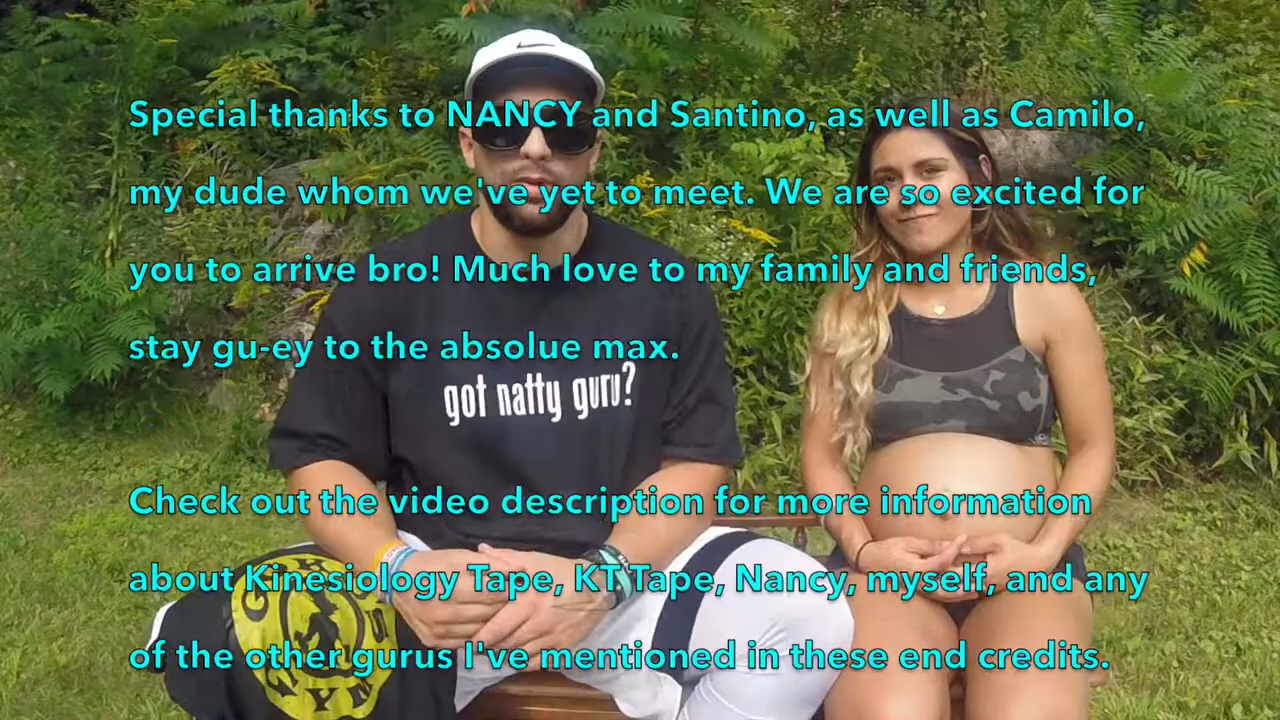 Special thanks to NANCY and Santino, as well as Camilo,
my dude whom we've yet to meet. We are so excited for
you to arrive bro! Much love to my family and friends,
stay gu-ey to the absolue max.
got natty guru?
Check out the video description for more information
about Kinesiology Tape, KT Tape, Nancy, myself, and any
of the other gurus I've mentioned in these end credits.
GYM